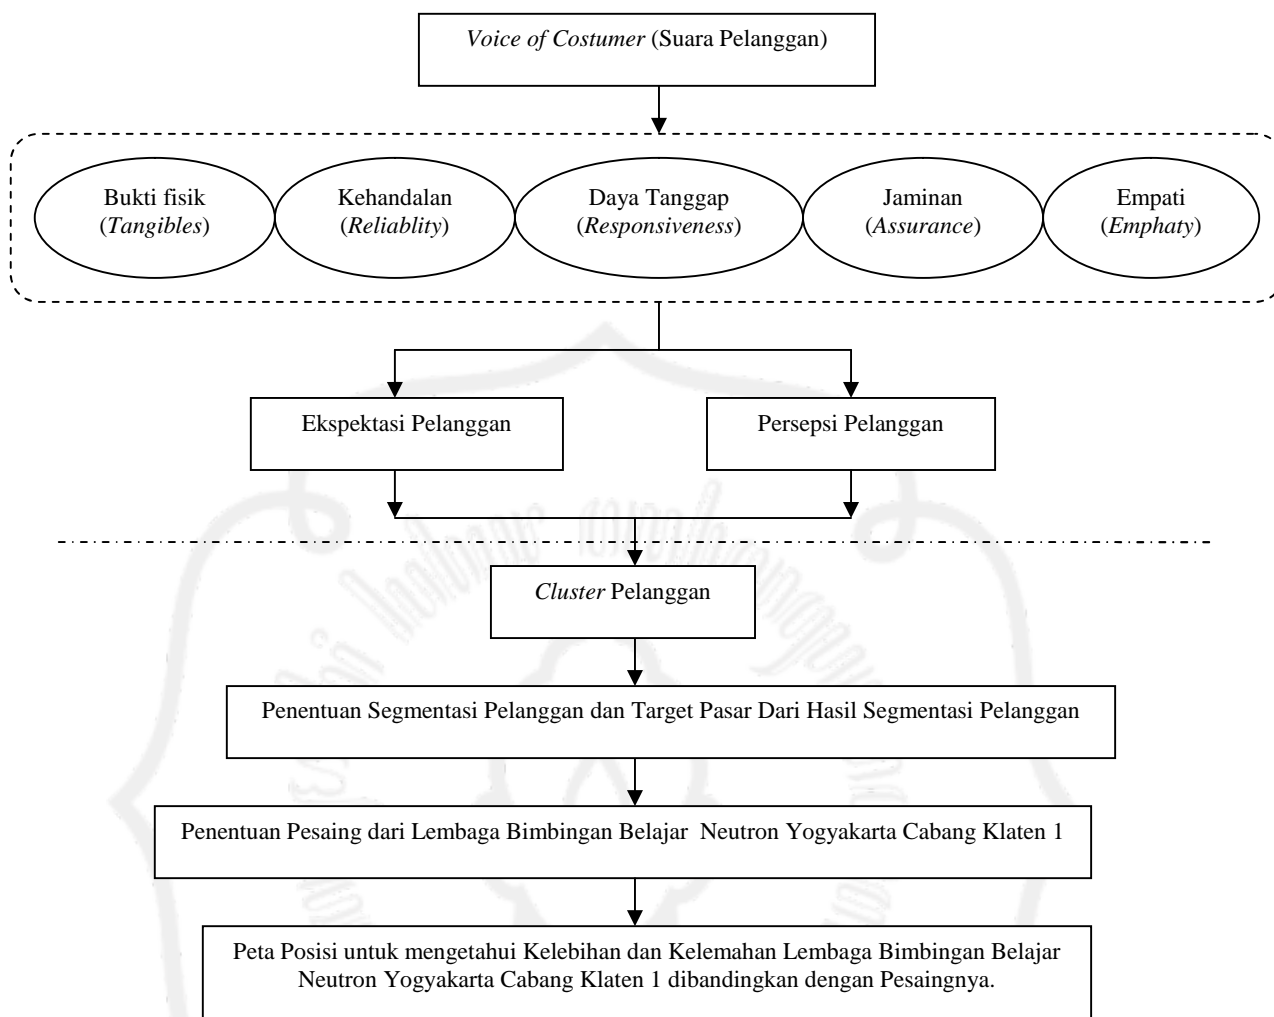 Voice of Costumer (Suara Pelanggan)
Bukti fisik
(Tangibles)
Kehandalan
(Reliablity)
Daya Tanggap
(Responsiveness)
Jaminan
(Assurance)
Empati
(Emphaty)
Ekspektasi Pelanggan
Persepsi Pelanggan
Cluster Pelanggan
Penentuan Segmentasi Pelanggan dan Target Pasar Dari Hasil Segmentasi Pelanggan
Penentuan Pesaing dari Lembaga Bimbingan Belajar Neutron Yogyakarta Cabang Klaten 1
Peta Posisi untuk mengetahui Kelebihan dan Kelemahan Lembaga Bimbingan Belajar
Neutron Yogyakarta Cabang Klaten 1 dibandingkan dengan Pesaingnya.